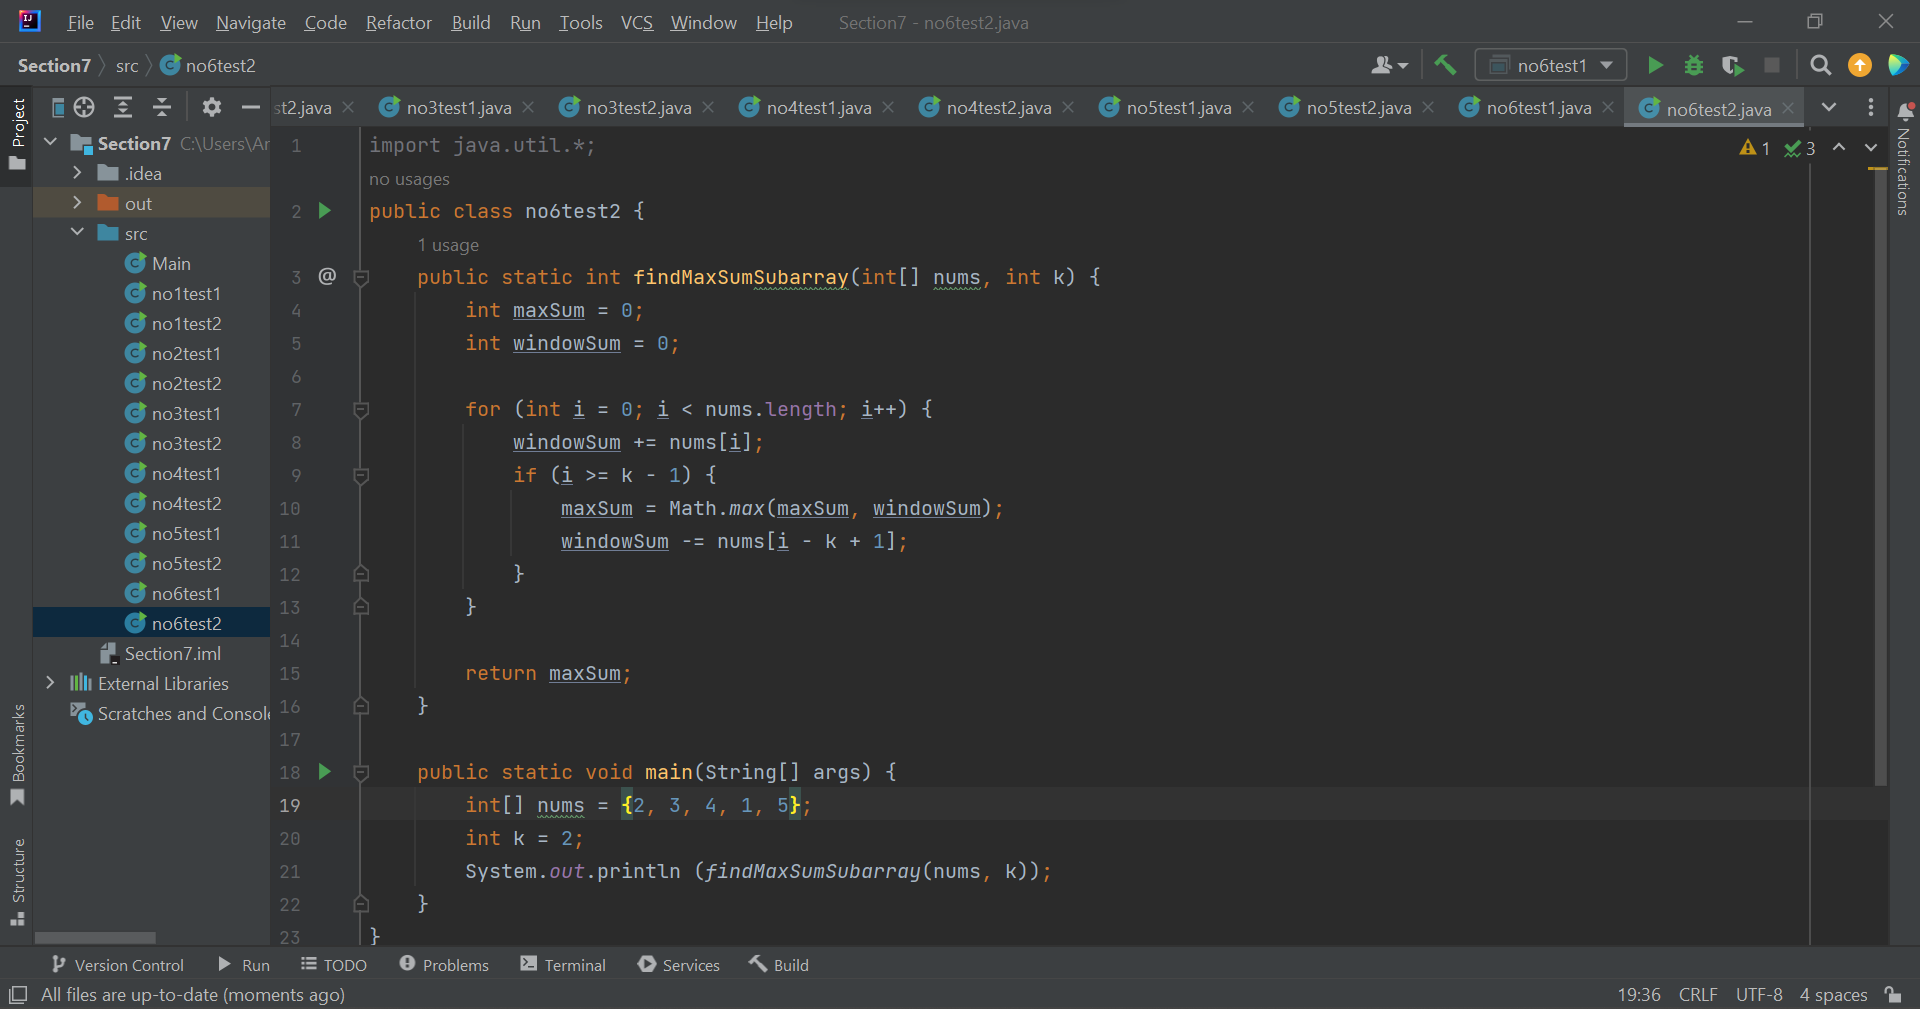 File Edit View Navigate Code Refactor Build Run Tools VCS Window Help Section7 - no6test2.java
Section7 src no6test2 no6test1
st2.java no3test1.java no3test2.java no4test1.java no4test2.java no5test1.java no5test2.java no6test1.java no6test2.java
Project
Bookmarks
Structure
Section7 C:\Users\Ar
.idea
out
src
Main
no1test1
no1test2
no2test1
no2test2
no3test1
no3test2
no4test1
no4test2
no5test1
no5test2
no6test1
no6test2
Section7.iml
External Libraries
Scratches and Console
1 import java.util.*;
no usages
2 public class no6test2 {
1 usage
3 @ public static int findMaxSumSubarray(int[] nums, int k) {
4 int maxSum = 0;
5 int windowSum = 0;
6
7 for (int i = 0; i < nums.length; i++) {
8 windowSum += nums[i];
9 if (i >= k - 1) {
10 maxSum = Math.max(maxSum, windowSum);
11 windowSum -= nums[i - k + 1];
12 }
13 }
14
15 return maxSum;
16 }
17
18 public static void main(String[] args) {
19 int[] nums = {2, 3, 4, 1, 5};
20 int k = 2;
21 System.out.println (findMaxSumSubarray(nums, k));
22 }
23 }
1 3
Notifications
Version Control Run TODO Problems Terminal Services Build
All files are up-to-date (moments ago) 19:36 CRLF UTF-8 4 spaces